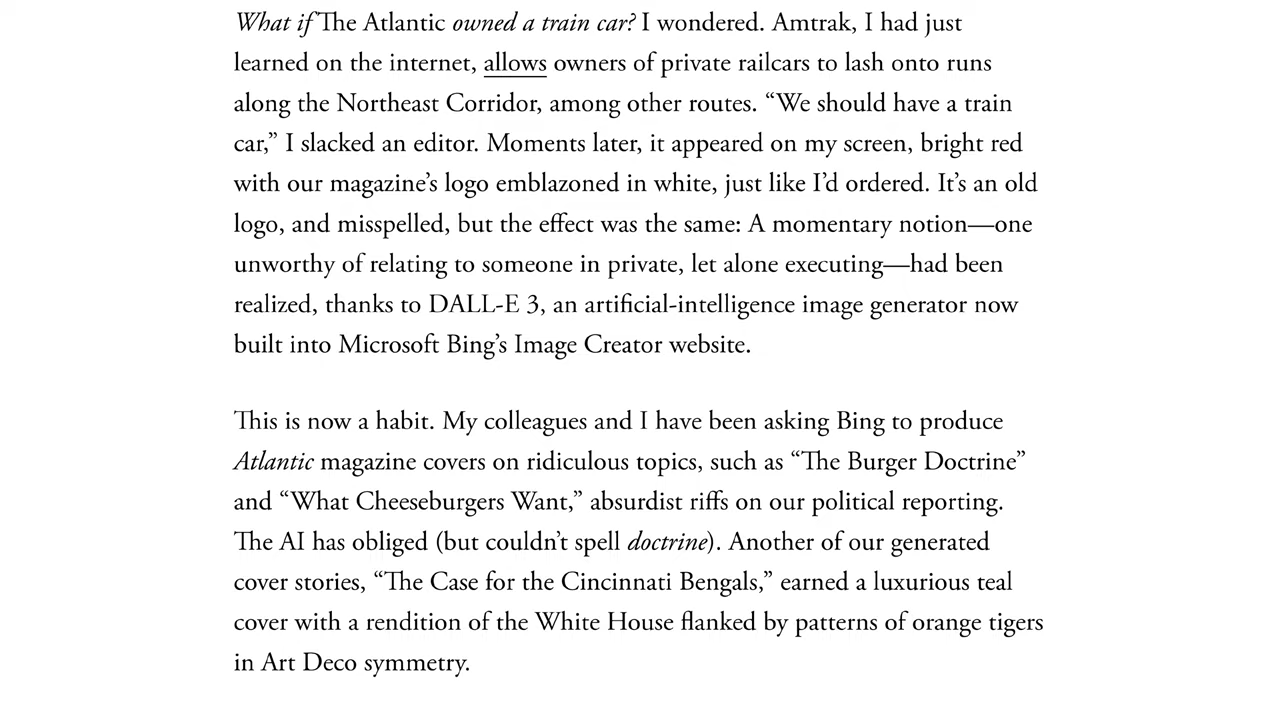 What if The Atlantic owned a train car? I wondered. Amtrak, I had just
learned on the internet, allows owners of private railcars to lash onto runs
along the Northeast Corridor, among other routes. “We should have a train
car,” I slacked an editor. Moments later, it appeared on my screen, bright red
with our magazine’s logo emblazoned in white, just like I’d ordered. It’s an old
logo, and misspelled, but the effect was the same: A momentary notion—one
unworthy of relating to someone in private, let alone executing—had been
realized, thanks to DALL-E 3, an artificial-intelligence image generator now
built into Microsoft Bing’s Image Creator website.
This is now a habit. My colleagues and I have been asking Bing to produce
Atlantic magazine covers on ridiculous topics, such as “The Burger Doctrine”
and “What Cheeseburgers Want,” absurdist riffs on our political reporting.
The AI has obliged (but couldn’t spell doctrine). Another of our generated
cover stories, “The Case for the Cincinnati Bengals,” earned a luxurious teal
cover with a rendition of the White House flanked by patterns of orange tigers
in Art Deco symmetry.